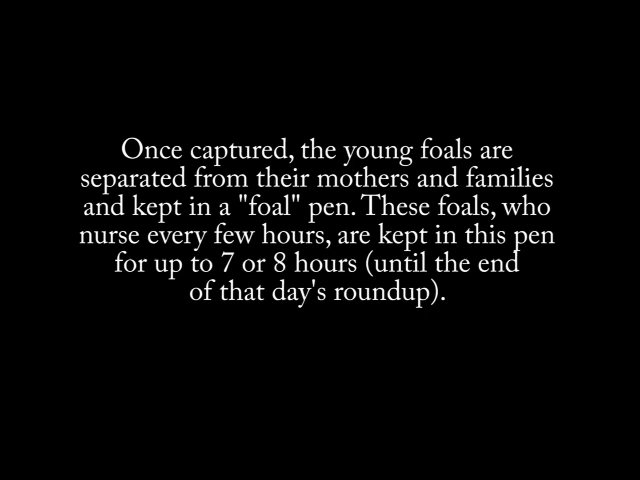 Once captured, the young foals are
separated from their mothers and families
and kept in a "foal" pen. These foals, who
nurse every few hours, are kept in this pen
for up to 7 or 8 hours (until the end
of that day's roundup).